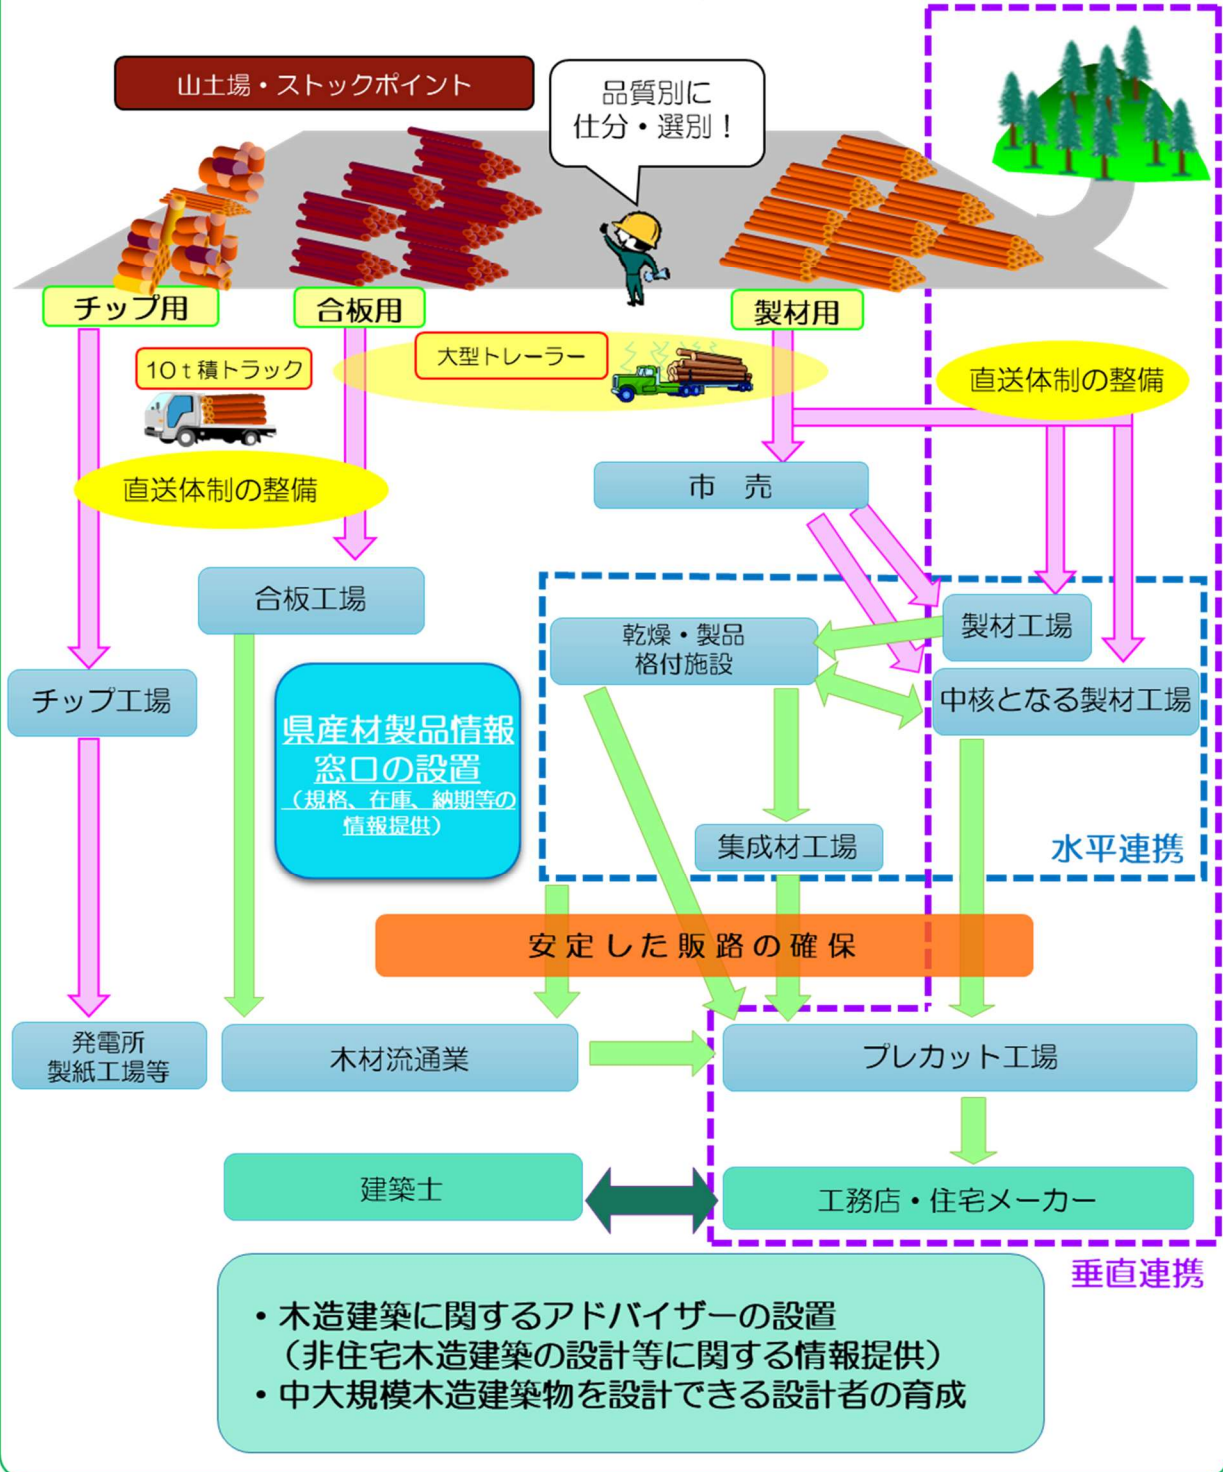 山土場・ストックポイント
品質別に
仕分・選別！
チップ用
合板用
製材用
10t積トラック
大型トレーラー
直送体制の整備
直送体制の整備
市　売
合板工場
乾燥・製品
格付施設
製材工場
チップ工場
中核となる製材工場
県産材製品情報
窓口の設置
（規格、在庫、納期等の
情報提供）
集成材工場
水平連携
安定した販路の確保
発電所
製紙工場等
木材流通業
プレカット工場
建築士
工務店・住宅メーカー
垂直連携
・木造建築に関するアドバイザーの設置
（非住宅木造建築の設計等に関する情報提供）
・中大規模木造建築物を設計できる設計者の育成